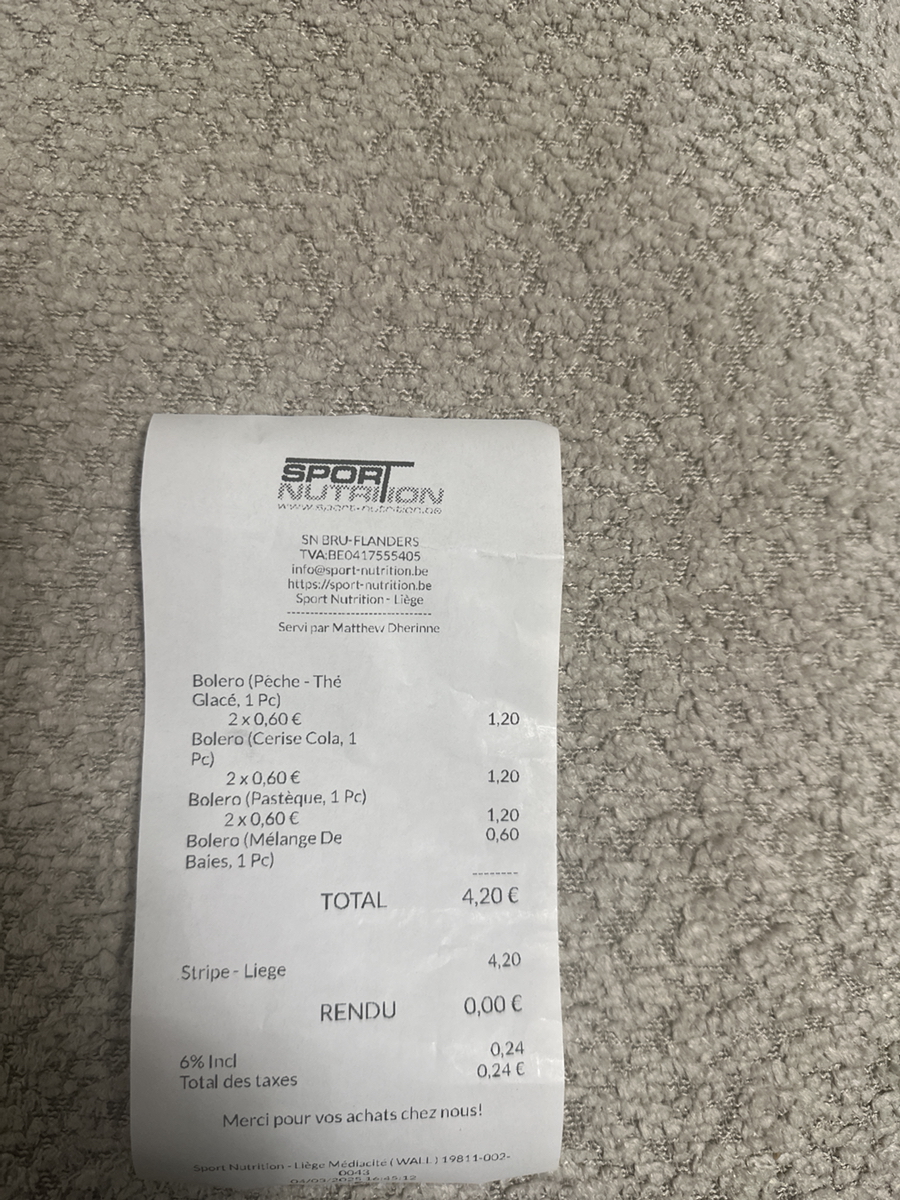 SPORT
NUTRITION
www.sport-nutrition.be
SN BRU-FLANDERS
TVA:BE0417555405
info@sport-nutrition.be
https://sport-nutrition.be
Sport Nutrition - Liège
--------------------------------
Servi par Matthew Dherinne
Bolero (Pêche - Thé
Glacé, 1 Pc)
2 x 0,60 € 1,20
Bolero (Cerise Cola, 1
Pc)
2 x 0,60 € 1,20
Bolero (Pastèque, 1 Pc)
2 x 0,60 € 1,20
Bolero (Mélange De 0,60
Baies, 1 Pc)
--------
TOTAL 4,20 €
Stripe - Liege 4,20
RENDU 0,00 €
6% Incl 0,24
Total des taxes 0,24 €
Merci pour vos achats chez nous!
Sport Nutrition - Liège Médiacité (WALL) 19811-002-
0043
16:45:12